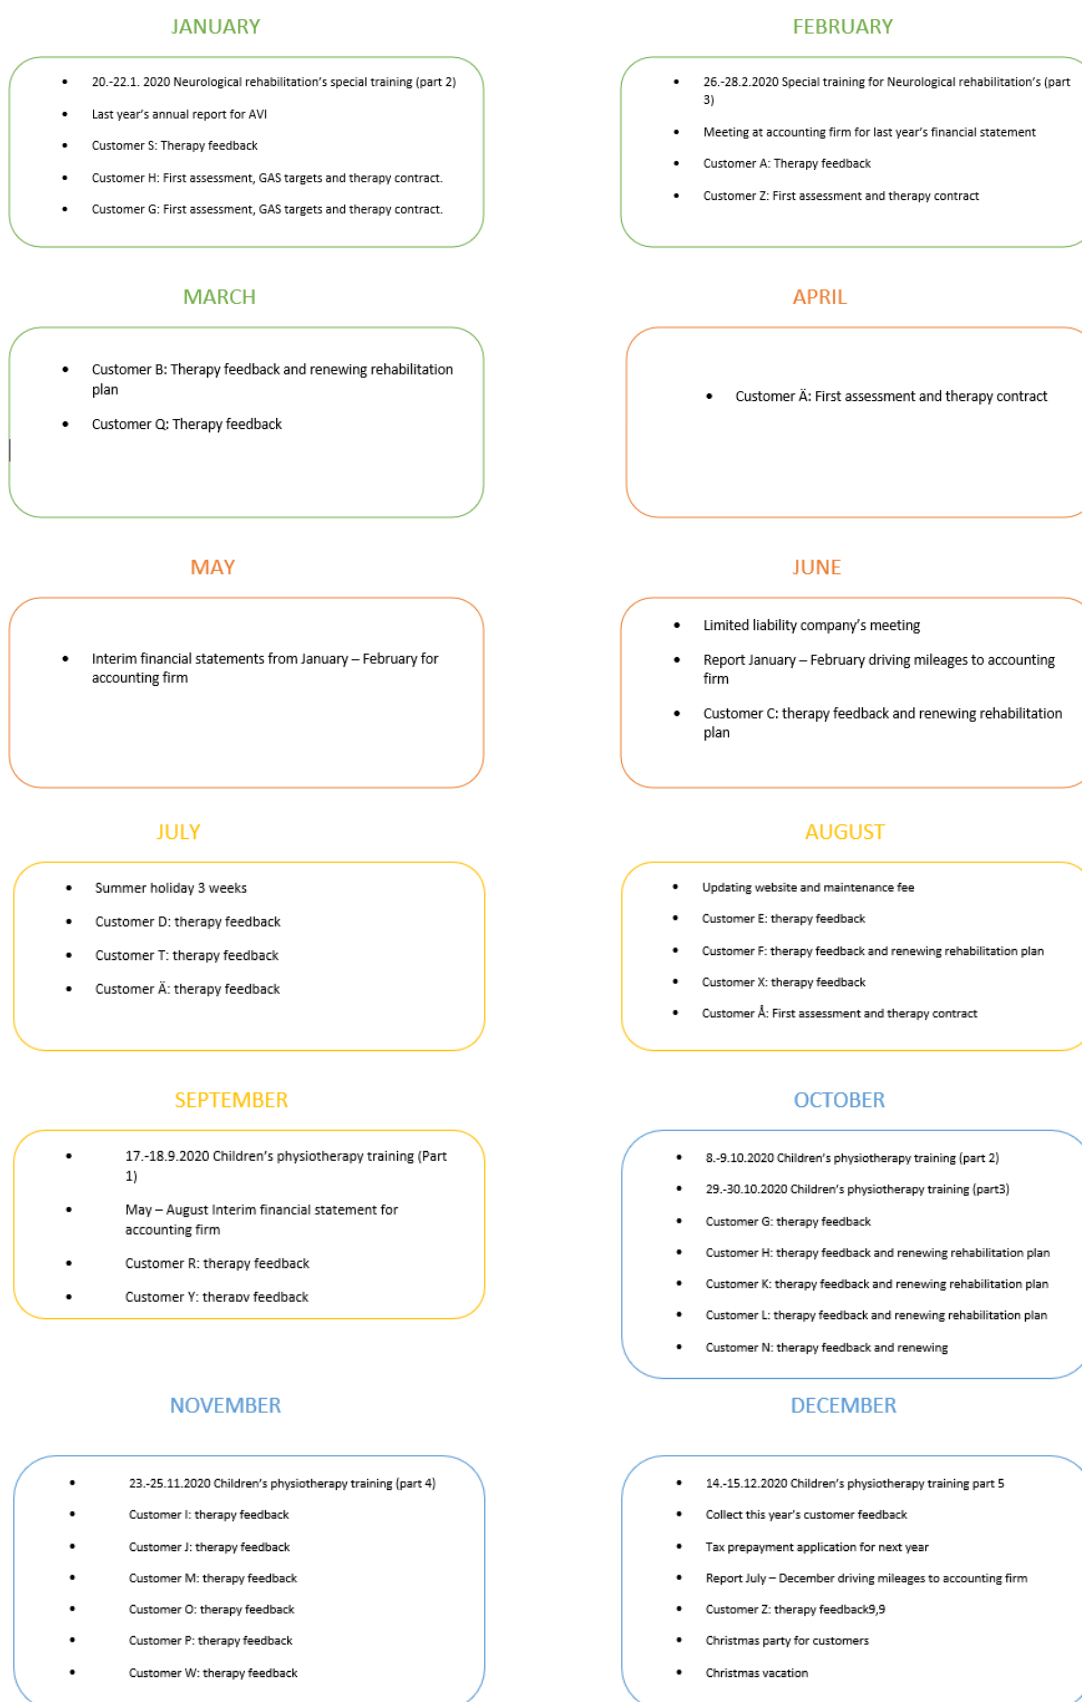 JANUARY
• 20.-22.1. 2020 Neurological rehabilitation's special training (part 2)
• Last year's annual report for AVI
• Customer S: Therapy feedback
• Customer H: First assessment, GAS targets and therapy contract.
• Customer G: First assessment, GAS targets and therapy contract.
FEBRUARY
• 26.-28.2.2020 Special training for Neurological rehabilitation's (part
3)
• Meeting at accounting firm for last year's financial statement
• Customer A: Therapy feedback
• Customer Z: First assessment and therapy contract
MARCH
• Customer B: Therapy feedback and renewing rehabilitation
plan
• Customer Q: Therapy feedback
APRIL
• Customer Ä: First assessment and therapy contract
MAY
• Interim financial statements from January – February for
accounting firm
JUNE
• Limited liability company's meeting
• Report January – February driving mileages to accounting
firm
• Customer C: therapy feedback and renewing rehabilitation
plan
JULY
• Summer holiday 3 weeks
• Customer D: therapy feedback
• Customer T: therapy feedback
• Customer Ä: therapy feedback
AUGUST
• Updating website and maintenance fee
• Customer E: therapy feedback
• Customer F: therapy feedback and renewing rehabilitation plan
• Customer X: therapy feedback
• Customer Å: First assessment and therapy contract
SEPTEMBER
• 17.-18.9.2020 Children's physiotherapy training (Part
1)
• May – August Interim financial statement for
accounting firm
• Customer R: therapy feedback
• Customer Y: therapy feedback
OCTOBER
• 8.-9.10.2020 Children's physiotherapy training (part 2)
• 29.-30.10.2020 Children's physiotherapy training (part3)
• Customer G: therapy feedback
• Customer H: therapy feedback and renewing rehabilitation plan
• Customer K: therapy feedback and renewing rehabilitation plan
• Customer L: therapy feedback and renewing rehabilitation plan
• Customer N: therapy feedback and renewing
NOVEMBER
• 23.-25.11.2020 Children's physiotherapy training (part 4)
• Customer I: therapy feedback
• Customer J: therapy feedback
• Customer M: therapy feedback
• Customer O: therapy feedback
• Customer P: therapy feedback
• Customer W: therapy feedback
DECEMBER
• 14.-15.12.2020 Children's physiotherapy training part 5
• Collect this year's customer feedback
• Tax prepayment application for next year
• Report July – December driving mileages to accounting firm
• Customer Z: therapy feedback9,9
• Christmas party for customers
• Christmas vacation